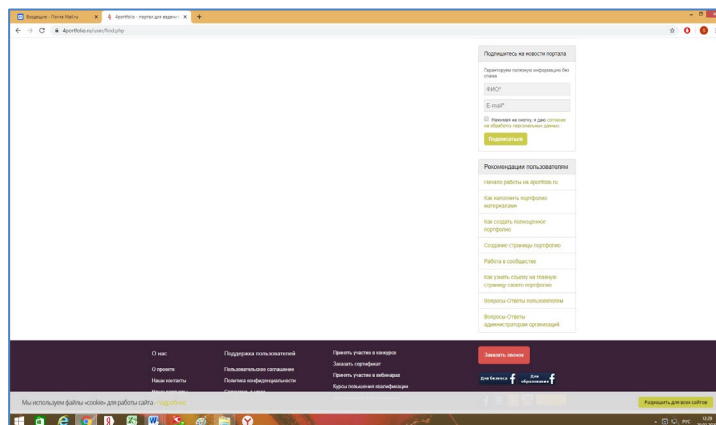 Входящие - Почта Mail.ru
4portfolio - портал для ведени
4portfolio.ru/user/find.php
Подпишитесь на новости портала
Гарантируем полезную информацию без спама
ФИО*
E-mail*
Нажимая на кнопку, я даю согласие
на обработку персональных данных
Подписаться
Рекомендации пользователям
Начало работы на 4portfolio.ru
Как наполнить портфолио
материалами
Как создать полноценное
портфолио
Создание страницы портфолио
Работа в сообществе
Как узнать ссылку на главную
страницу своего портфолио
Вопросы-Ответы пользователям
Вопросы-Ответы
администраторам организаций
О нас
О проекте
Наши контакты
Поддержка пользователей
Пользовательское соглашение
Политика конфиденциальности
Принять участие в конкурсе
Заказать сертификат
Принять участие в вебинарах
Курсы повышения квалификации
Заказать звонок
Для бизнеса
Для
образования
Мы используем файлы «cookie» для работы сайта
Разрешить для всех сайтов
РУС
12:29